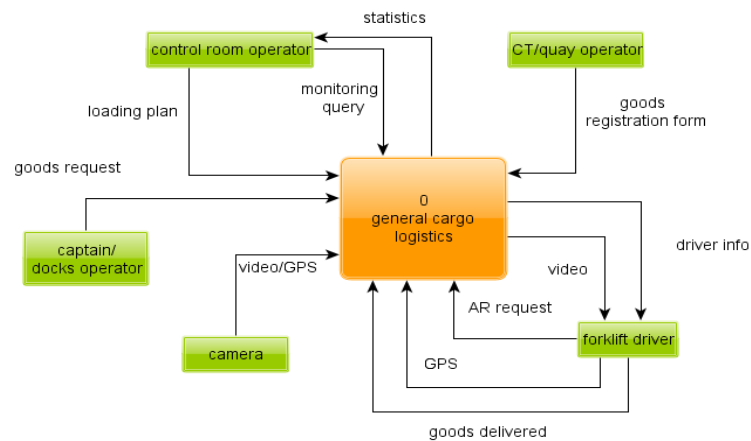 statistics
control room operator
CT/quay operator
monitoring
query
loading plan
goods
registration form
goods request
0
general cargo
logistics
captain/
docks operator
driver info
video/GPS
video
AR request
forklift driver
camera
GPS
goods delivered